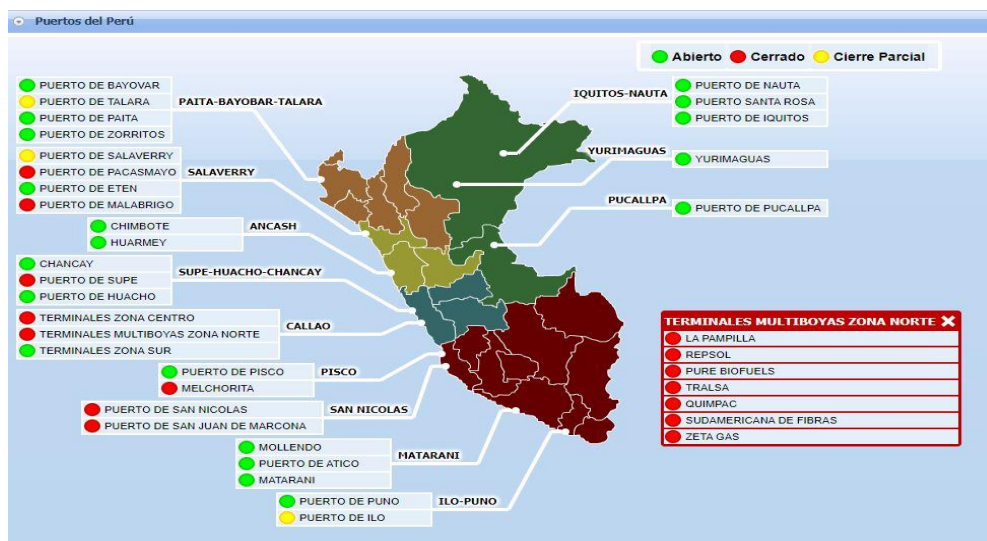 Puertos del Perú
Abierto Cerrado Cierre Parcial
PUERTO DE BAYOVAR
PUERTO DE TALARA
PUERTO DE PAITA
PUERTO DE ZORRITOS
PAITA-BAYOBAR-TALARA
PUERTO DE SALAVERRY
PUERTO DE PACASMAYO
PUERTO DE ETEN
PUERTO DE MALABRIGO
SALAVERRY
CHIMBOTE
HUARMEY
ANCASH
CHANCAY
PUERTO DE SUPE
PUERTO DE HUACHO
SUPE-HUACHO-CHANCAY
TERMINALES ZONA CENTRO
TERMINALES MULTIBOYAS ZONA NORTE
TERMINALES ZONA SUR
CALLAO
PUERTO DE PISCO
MELCHORITA
PISCO
PUERTO DE SAN NICOLAS
PUERTO DE SAN JUAN DE MARCONA
SAN NICOLAS
MOLLENDO
PUERTO DE ATICO
MATARANI
MATARANI
PUERTO DE PUNO
PUERTO DE ILO
ILO-PUNO
IQUITOS-NAUTA
PUERTO DE NAUTA
PUERTO SANTA ROSA
PUERTO DE IQUITOS
YURIMAGUAS
YURIMAGUAS
PUCALLPA
PUERTO DE PUCALLPA
TERMINALES MULTIBOYAS ZONA NORTE
LA PAMPILLA
REPSOL
PURE BIOFUELS
TRALSA
QUIMPAC
SUDAMERICANA DE FIBRAS
ZETA GAS